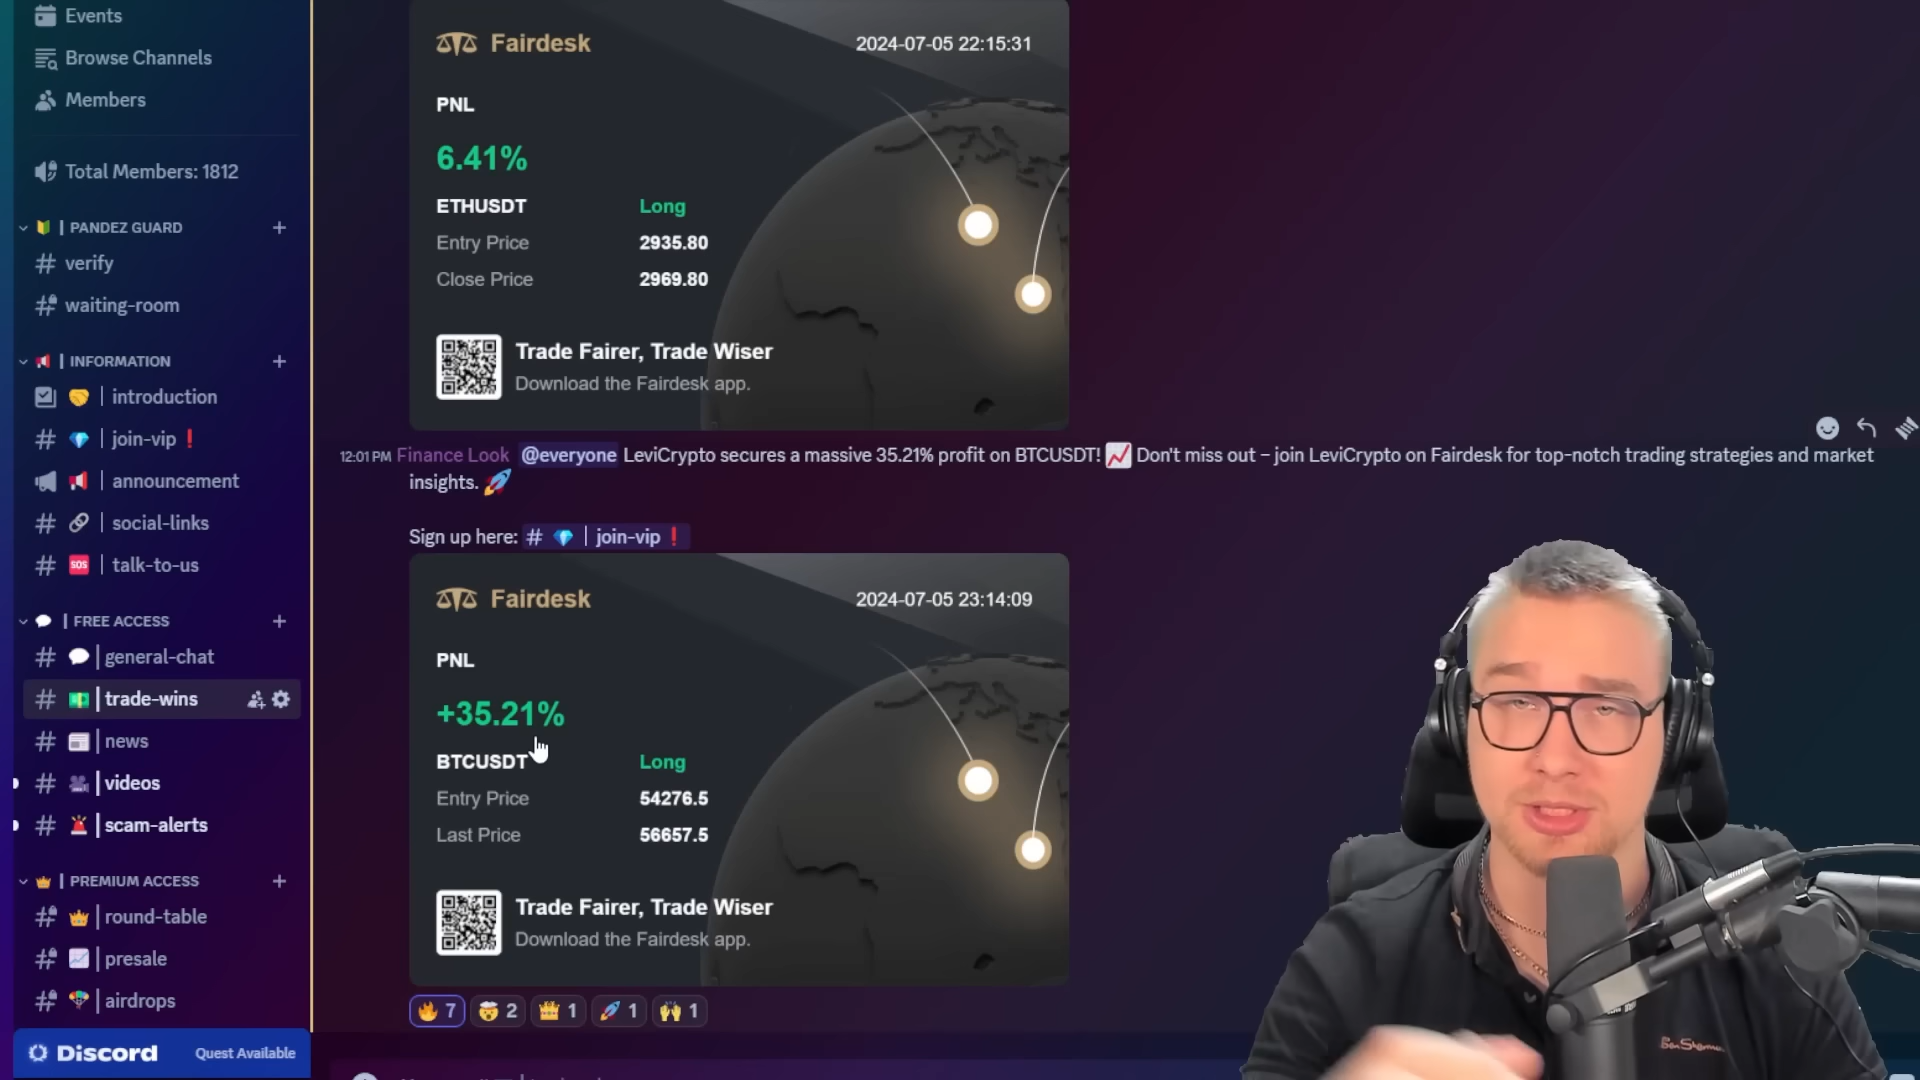 Events
Browse Channels
Members
Total Members: 1812
PANDEZ GUARD
verify
waiting-room
INFORMATION
introduction
join-vip❗
announcement
social-links
talk-to-us
FREE ACCESS
general-chat
trade-wins
news
videos
scam-alerts
PREMIUM ACCESS
round-table
presale
airdrops
Discord Quest Available
Fairdesk 2024-07-05 22:15:31
PNL
6.41%
ETHUSDT Long
Entry Price 2935.80
Close Price 2969.80
Trade Fairer, Trade Wiser
Download the Fairdesk app.
12:01 PM Finance Look @everyone LeviCrypto secures a massive 35.21% profit on BTCUSDT! 📈 Don't miss out – join LeviCrypto on Fairdesk for top-notch trading strategies and market
insights. 🚀
Sign up here: # 💎 | join-vip❗
Fairdesk 2024-07-05 23:14:09
PNL
+35.21%
BTCUSDT Long
Entry Price 54276.5
Last Price 56657.5
Trade Fairer, Trade Wiser
Download the Fairdesk app.
🔥 7 🤯 2 👑 1 🚀 1 🙌 1
Ben Sherman